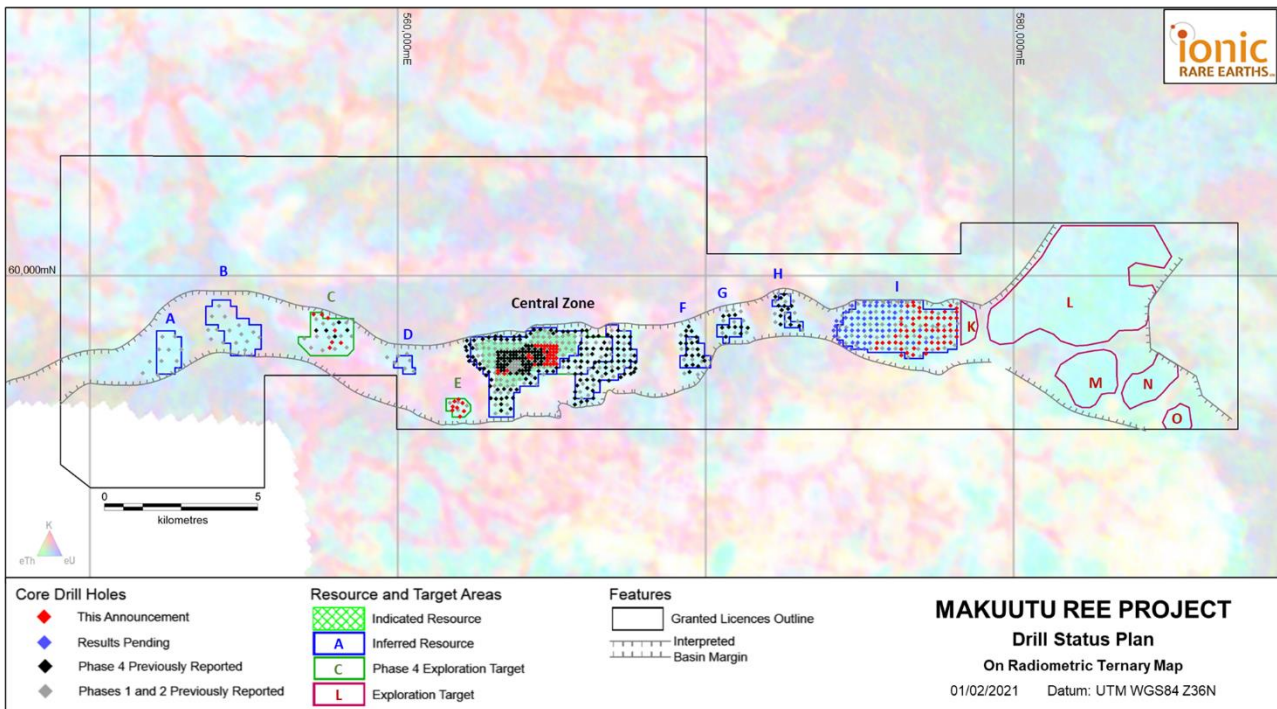 560,000mE
580,000mE
ionic
RARE EARTHS
60,000mN
A
B
C
D
E
Central Zone
F
G
H
I
K
L
M
N
O
0
5
kilometres
K
eTh
eU
Core Drill Holes
This Announcement
Results Pending
Phase 4 Previously Reported
Phases 1 and 2 Previously Reported
Resource and Target Areas
Indicated Resource
A Inferred Resource
C Phase 4 Exploration Target
L Exploration Target
Features
Granted Licences Outline
Interpreted
Basin Margin
MAKUUTU REE PROJECT
Drill Status Plan
On Radiometric Ternary Map
01/02/2021 Datum: UTM WGS84 Z36N